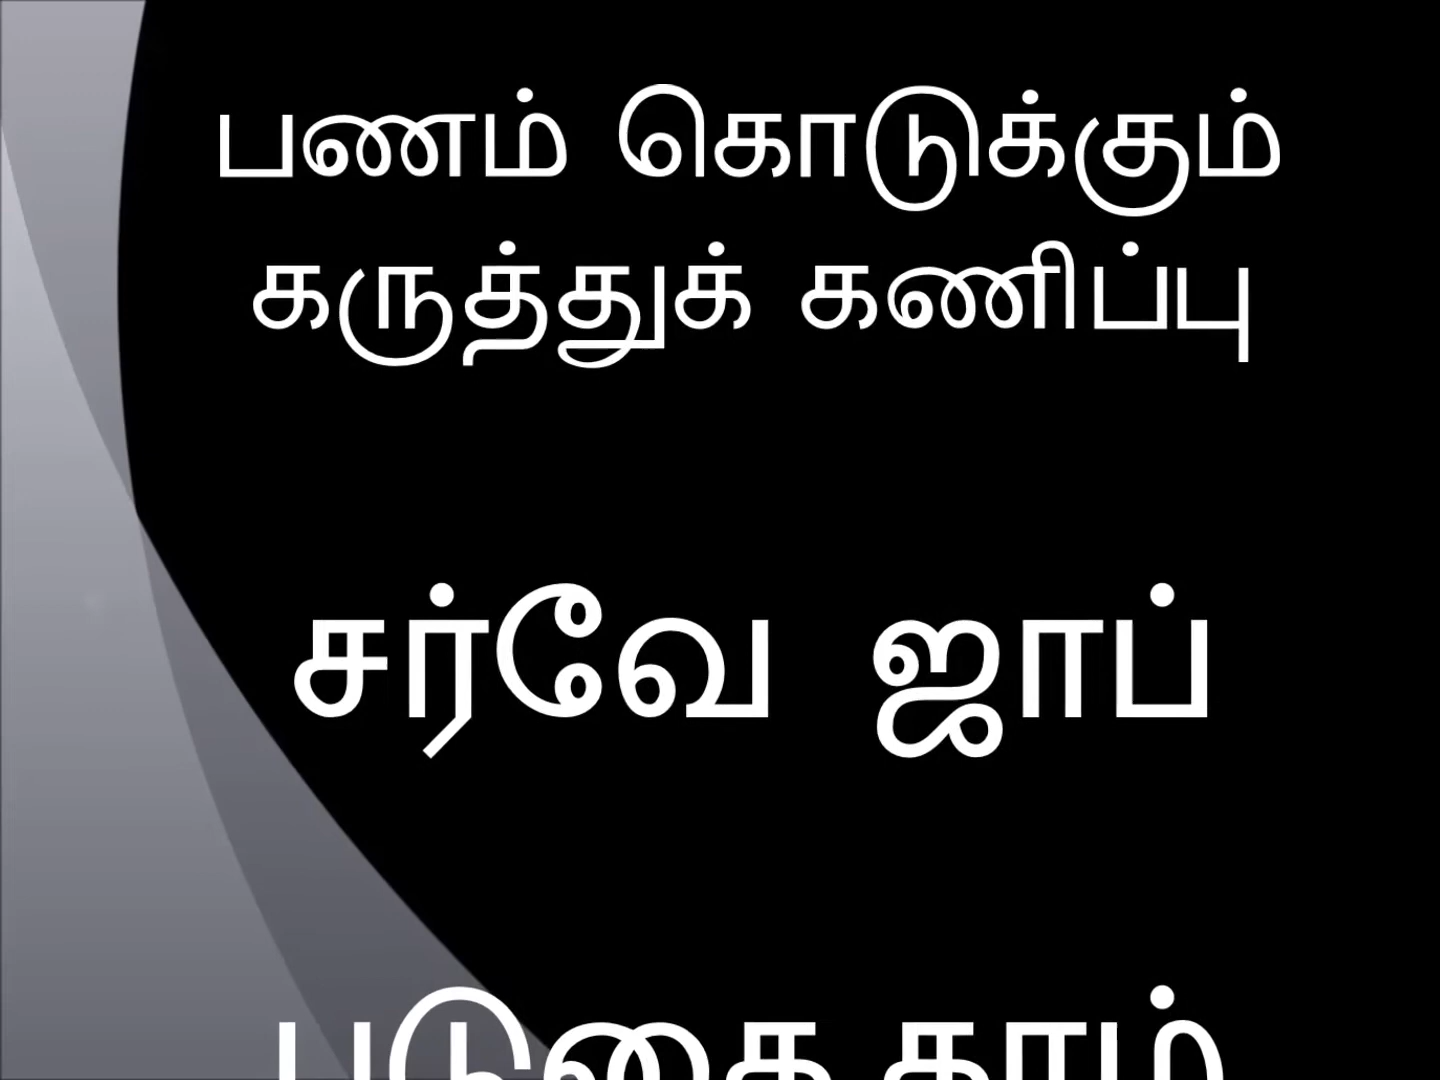 பணம் கொடுக்கும்
கருத்துக் கணிப்பு
சர்வே ஜாப்